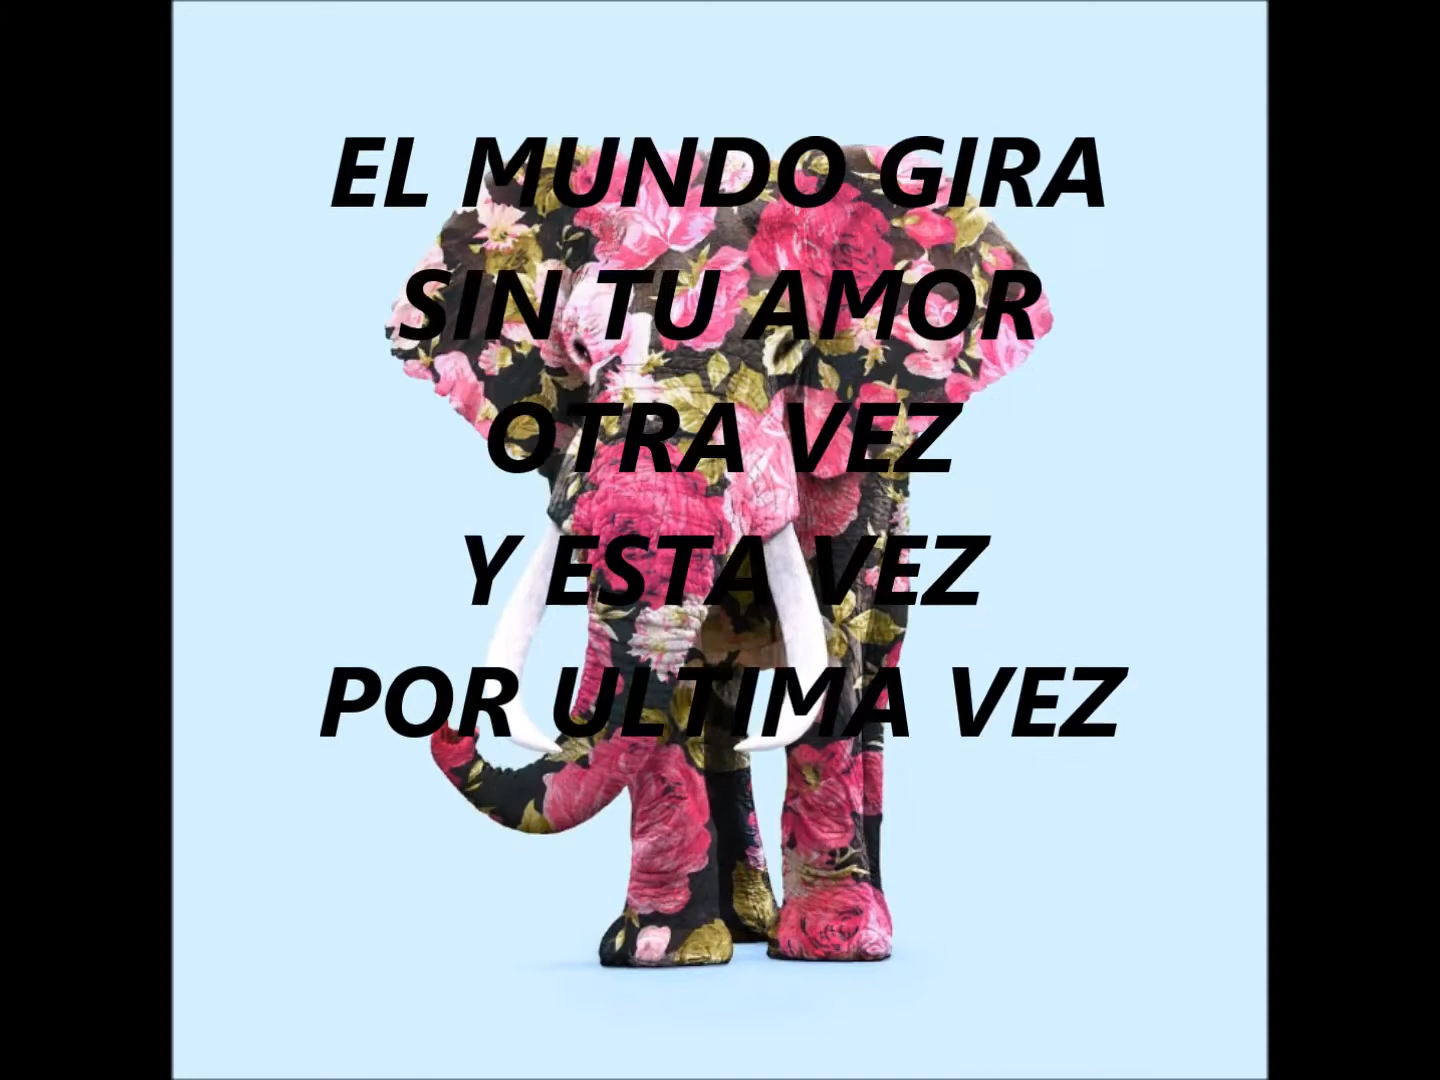 EL MUNDO GIRA
SIN TU AMOR
OTRA VEZ
Y ESTA VEZ
POR ULTIMA VEZ